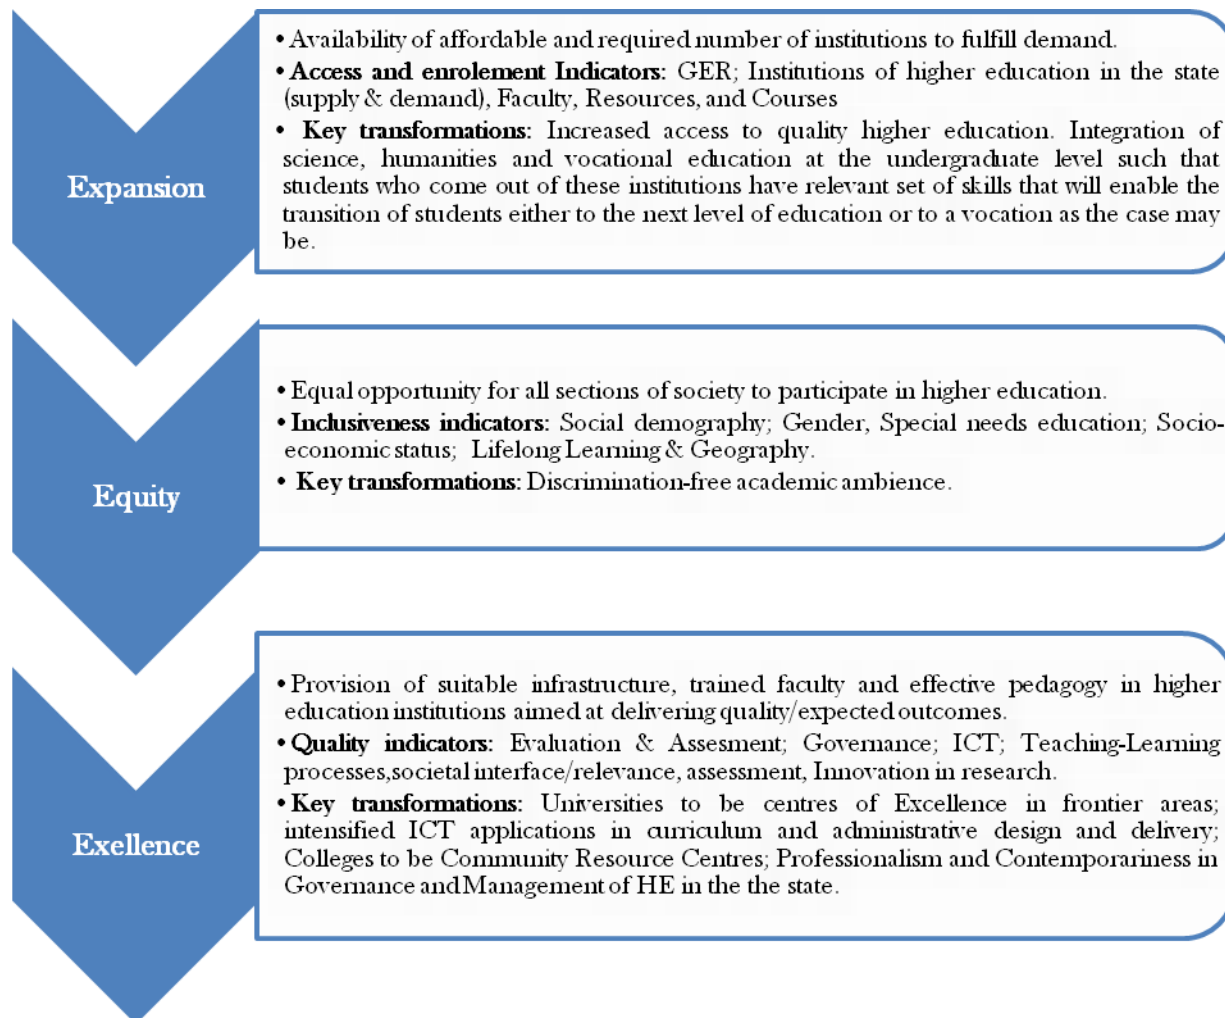 Expansion
• Availability of affordable and required number of institutions to fulfill demand.
• Access and enrolement Indicators: GER; Institutions of higher education in the state
(supply & demand), Faculty, Resources, and Courses
• Key transformations: Increased access to quality higher education. Integration of
science, humanities and vocational education at the undergraduate level such that
students who come out of these institutions have relevant set of skills that will enable the
transition of students either to the next level of education or to a vocation as the case may
be.
Equity
• Equal opportunity for all sections of society to participate in higher education.
• Inclusiveness indicators: Social demography; Gender, Special needs education; Socio-
economic status; Lifelong Learning & Geography.
• Key transformations: Discrimination-free academic ambience.
Exellence
• Provision of suitable infrastructure, trained faculty and effective pedagogy in higher
education institutions aimed at delivering quality/expected outcomes.
• Quality indicators: Evaluation & Assesment; Governance; ICT; Teaching-Learning
processes,societal interface/relevance, assessment, Innovation in research.
• Key transformations: Universities to be centres of Excellence in frontier areas;
intensified ICT applications in curriculum and administrative design and delivery;
Colleges to be Community Resource Centres; Professionalism and Contemporariness in
Governance and Management of HE in the the state.